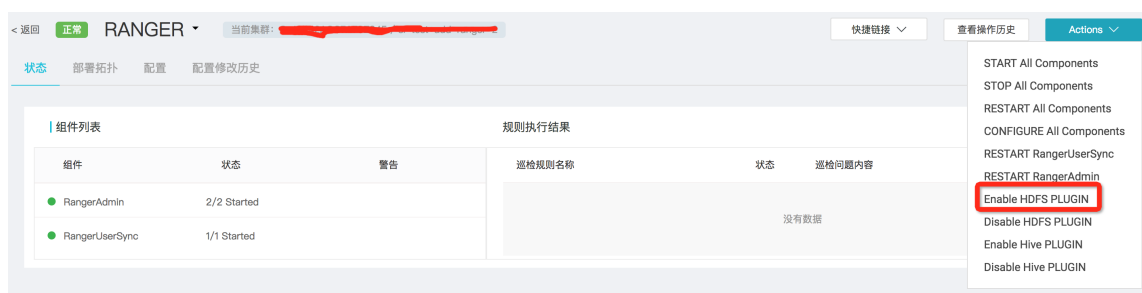 < 返回 正常 RANGER 当前集群: 快捷链接 查看操作历史 Actions
状态 部署拓扑 配置 配置修改历史
START All Components
STOP All Components
RESTART All Components
CONFIGURE All Components
RESTART RangerUserSync
RESTART RangerAdmin
Enable HDFS PLUGIN
Disable HDFS PLUGIN
Enable Hive PLUGIN
Disable Hive PLUGIN
组件列表
组件 状态 警告
RangerAdmin 2/2 Started
RangerUserSync 1/1 Started
规则执行结果
巡检规则名称 状态 巡检问题内容
没有数据